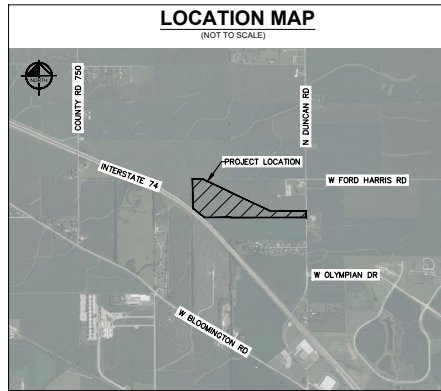 LOCATION MAP
(NOT TO SCALE)
NORTH
COUNTY RD 750
N DUNCAN RD
INTERSTATE 74
PROJECT LOCATION
W FORD HARRIS RD
W OLYMPIAN DR
W BLOOMINGTON RD